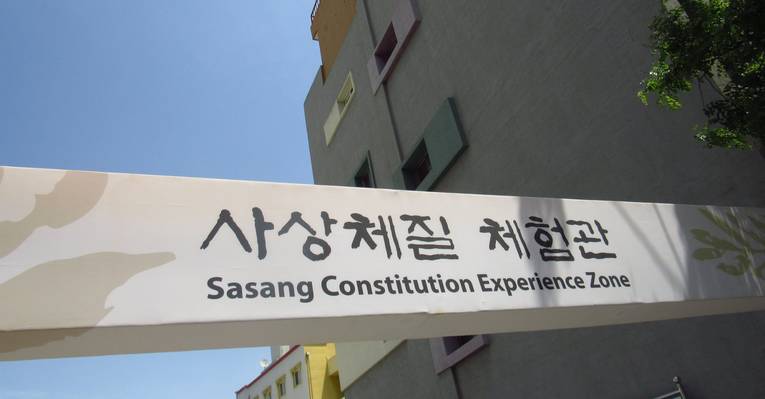 사상체질 체험관
Sasang Constitution Experience Zone